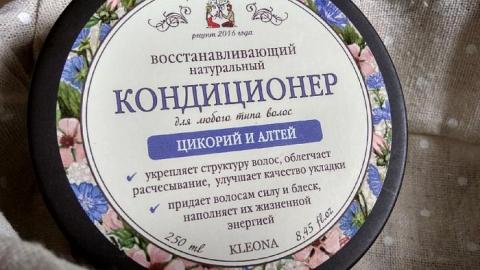 рецепт 2016 года
восстанавливающий
натуральный
КОНДИЦИОНЕР
для любого типа волос
ЦИКОРИЙ И АЛТЕЙ
укрепляет структуру волос, облегчает
расчесывание, улучшает качество укладки
придает волосам силу и блеск,
наполняет их жизненной
энергией
250 ml
KLEONA
8,45 fl.oz